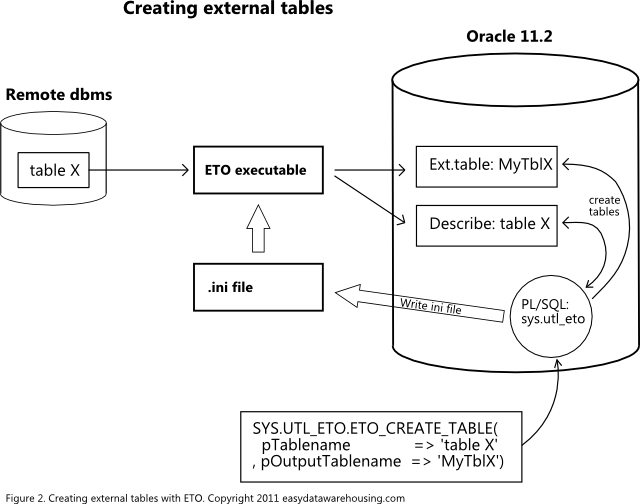 Creating external tables
Oracle 11.2
Remote dbms
table X
ETO executable
Ext.table: MyTblX
create
tables
Describe: table X
.ini file
Write ini file
PL/SQL:
sys.utl_eto
SYS.UTL_ETO.ETO_CREATE_TABLE(
pTablename => 'table X'
, pOutputTablename => 'MyTblX')
Figure 2. Creating external tables with ETO. Copyright 2011 easydatawarehousing.com